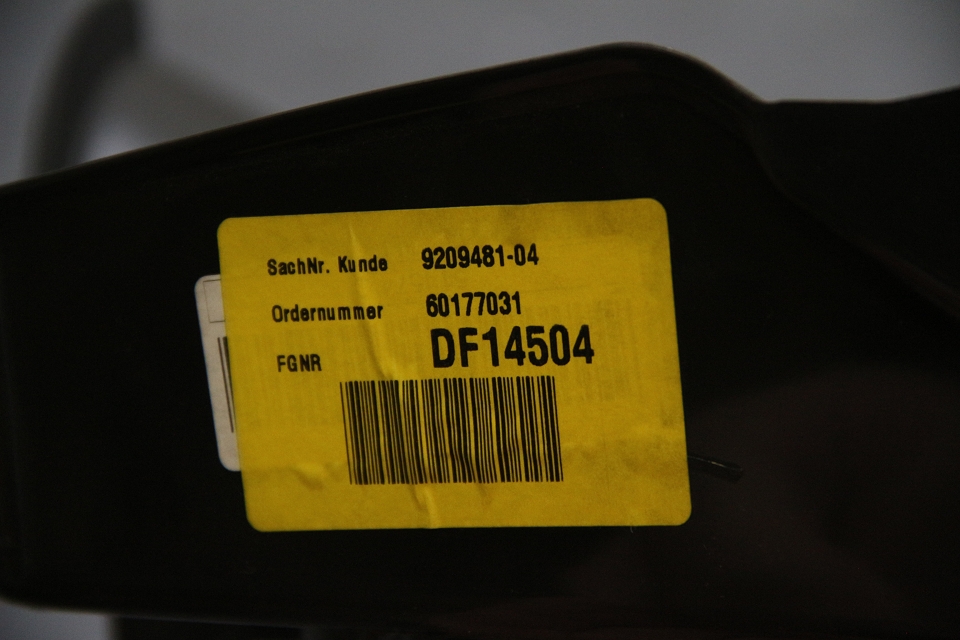 SachNr. Kunde 9209481-04
Ordernummer 60177031
FGNR DF14504